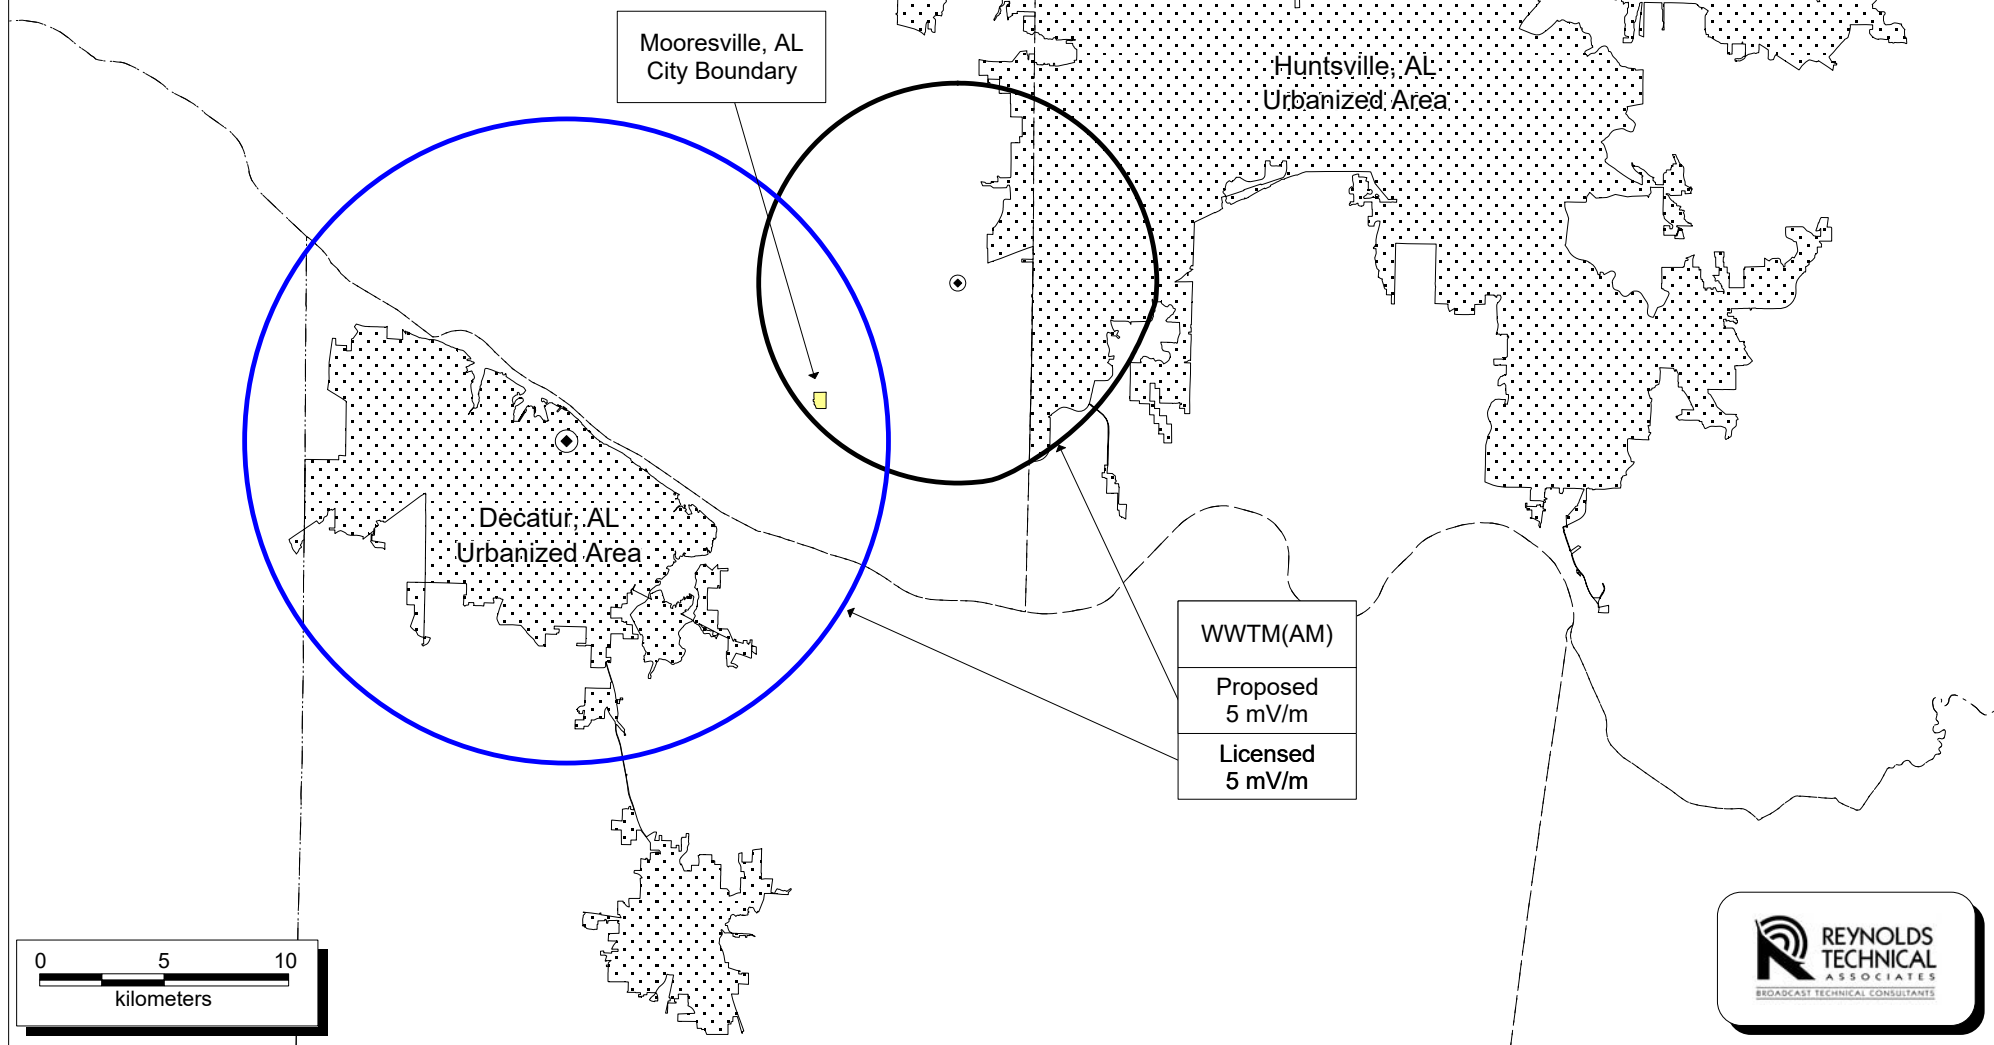 Mooresville, AL
City Boundary
Huntsville, AL
Urbanized Area
Decatur, AL
Urbanized Area
WWTM(AM)
Proposed
5 mV/m
Licensed
5 mV/m
0 5 10
kilometers
REYNOLDS
TECHNICAL
ASSOCIATES
BROADCAST TECHNICAL CONSULTANTS